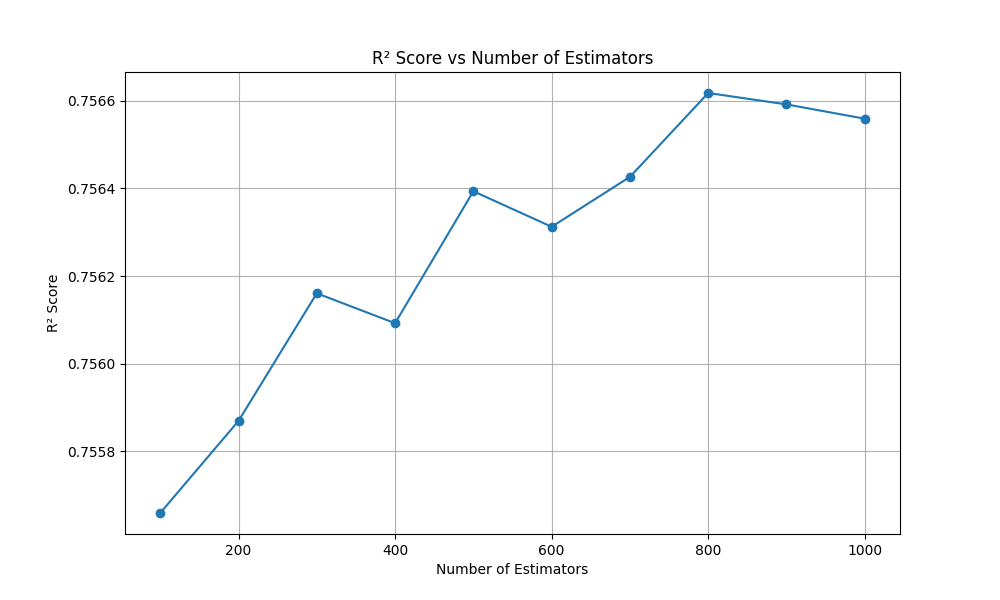 R² Score vs Number of Estimators
R² Score
0.7566
0.7564
0.7562
0.7560
0.7558
200 400 600 800 1000
Number of Estimators